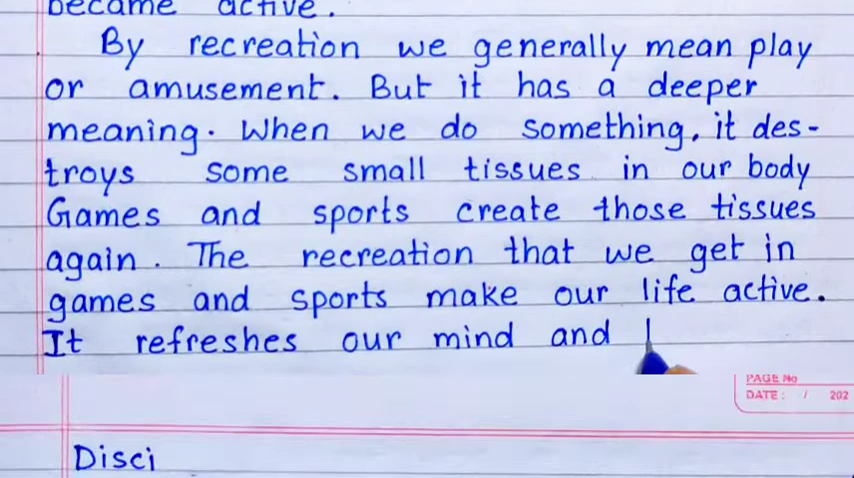 became active.
By recreation we generally mean play
or amusement. But it has a deeper
meaning. When we do something, it des-
troys some small tissues in our body
Games and sports create those tissues
again. The recreation that we get in
games and sports make our life active.
It refreshes our mind and
PAGE No
DATE: / 202
Disci